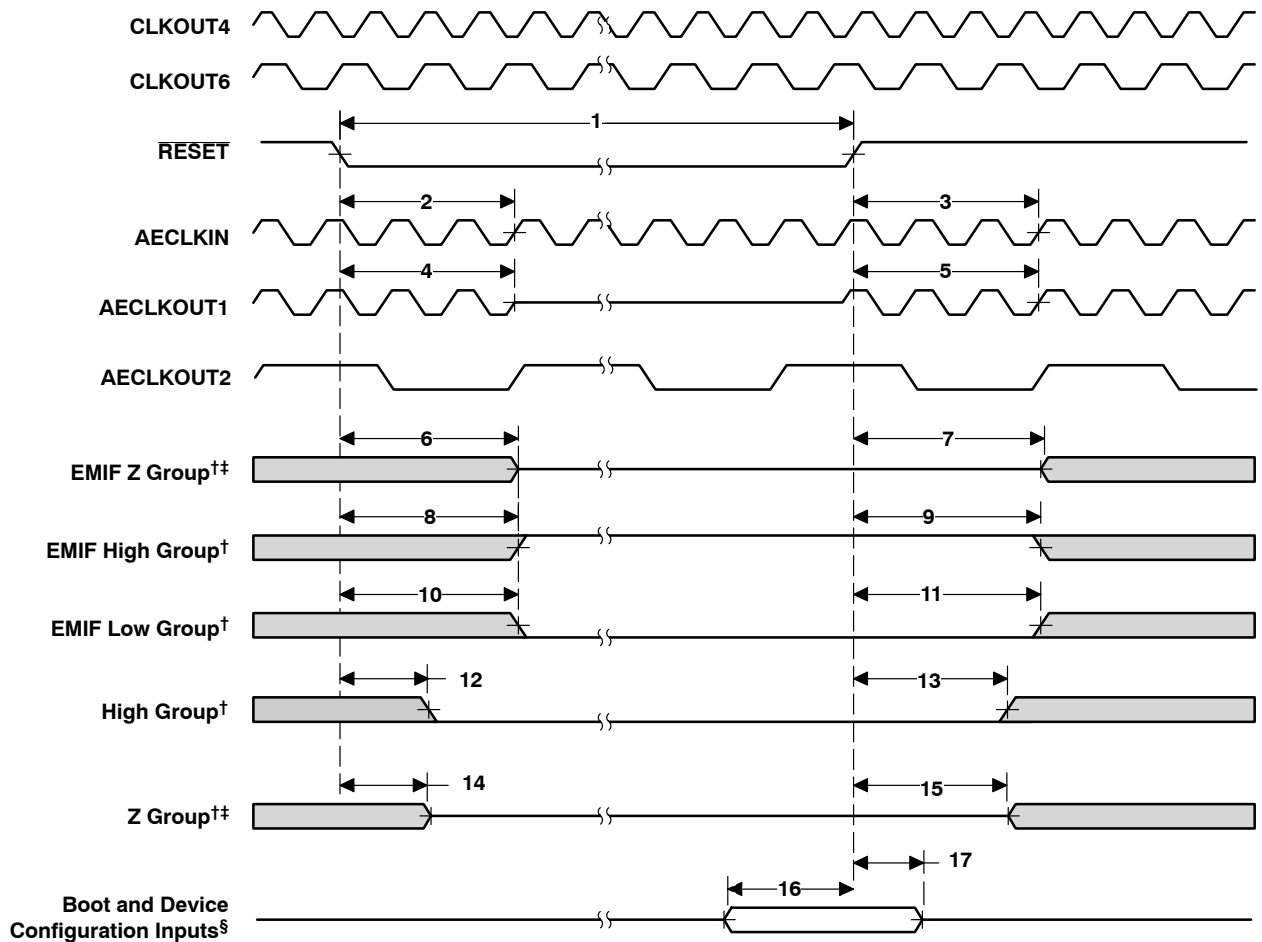 CLKOUT4
CLKOUT6
1
RESET
2
3
AECLKIN
4
5
AECLKOUT1
AECLKOUT2
6
7
EMIF Z Group†‡
8
9
EMIF High Group†
10
11
EMIF Low Group†
12
13
High Group†
14
15
Z Group†‡
17
16
Boot and Device
Configuration Inputs§